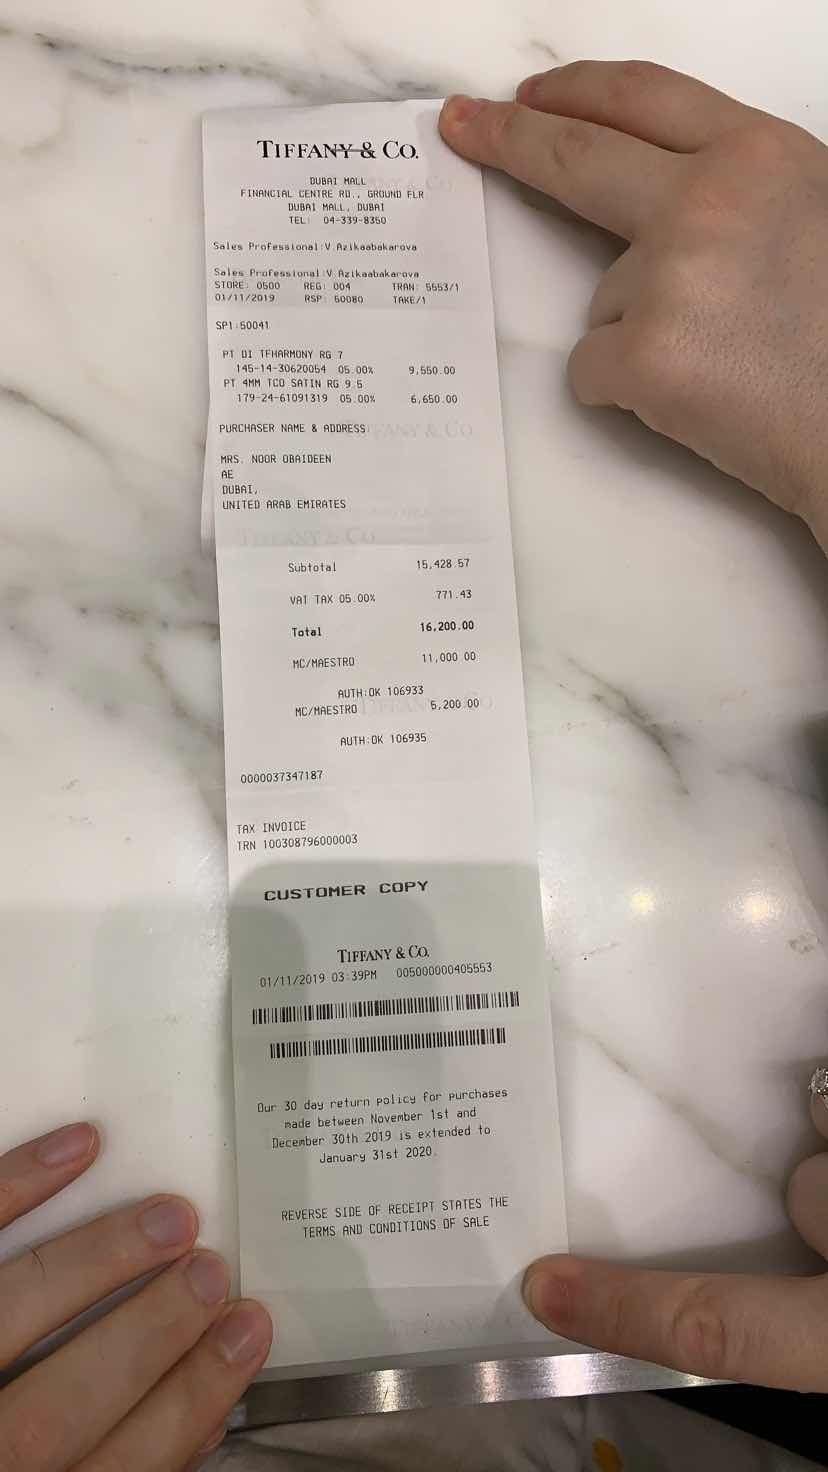 TIFFANY & CO.
DUBAI MALL
FINANCIAL CENTRE RD., GROUND FLR
DUBAI MALL, DUBAI
TEL: 04-339-8350
Sales Professional:V.Azikaabakarova
Sales Professional:V.Azikaabakarova
STORE: 0500 REG: 004 TRAN: 5553/1
01/11/2019 RSP: 50080 TAKE/1
SP1:50041
PT DI TFHARMONY RG 7
145-14-30620054 05.00% 9,550.00
PT 4MM TCO SATIN RG 9.5
179-24-61091319 05.00% 6,650.00
PURCHASER NAME & ADDRESS
MRS. NOOR OBAIDEEN
AE
DUBAI,
UNITED ARAB EMIRATES
Subtotal 15,428.57
VAT TAX 05.00% 771.43
Total 16,200.00
MC/MAESTRO 11,000.00
AUTH:OK 106933
MC/MAESTRO 5,200.00
AUTH:OK 106935
0000037347187
TAX INVOICE
TRN 100308796000003
CUSTOMER COPY
TIFFANY & CO.
01/11/2019 03:39PM 005000000405553
Our 30 day return policy for purchases
made between November 1st and
December 30th 2019 is extended to
January 31st 2020.
REVERSE SIDE OF RECEIPT STATES THE
TERMS AND CONDITIONS OF SALE